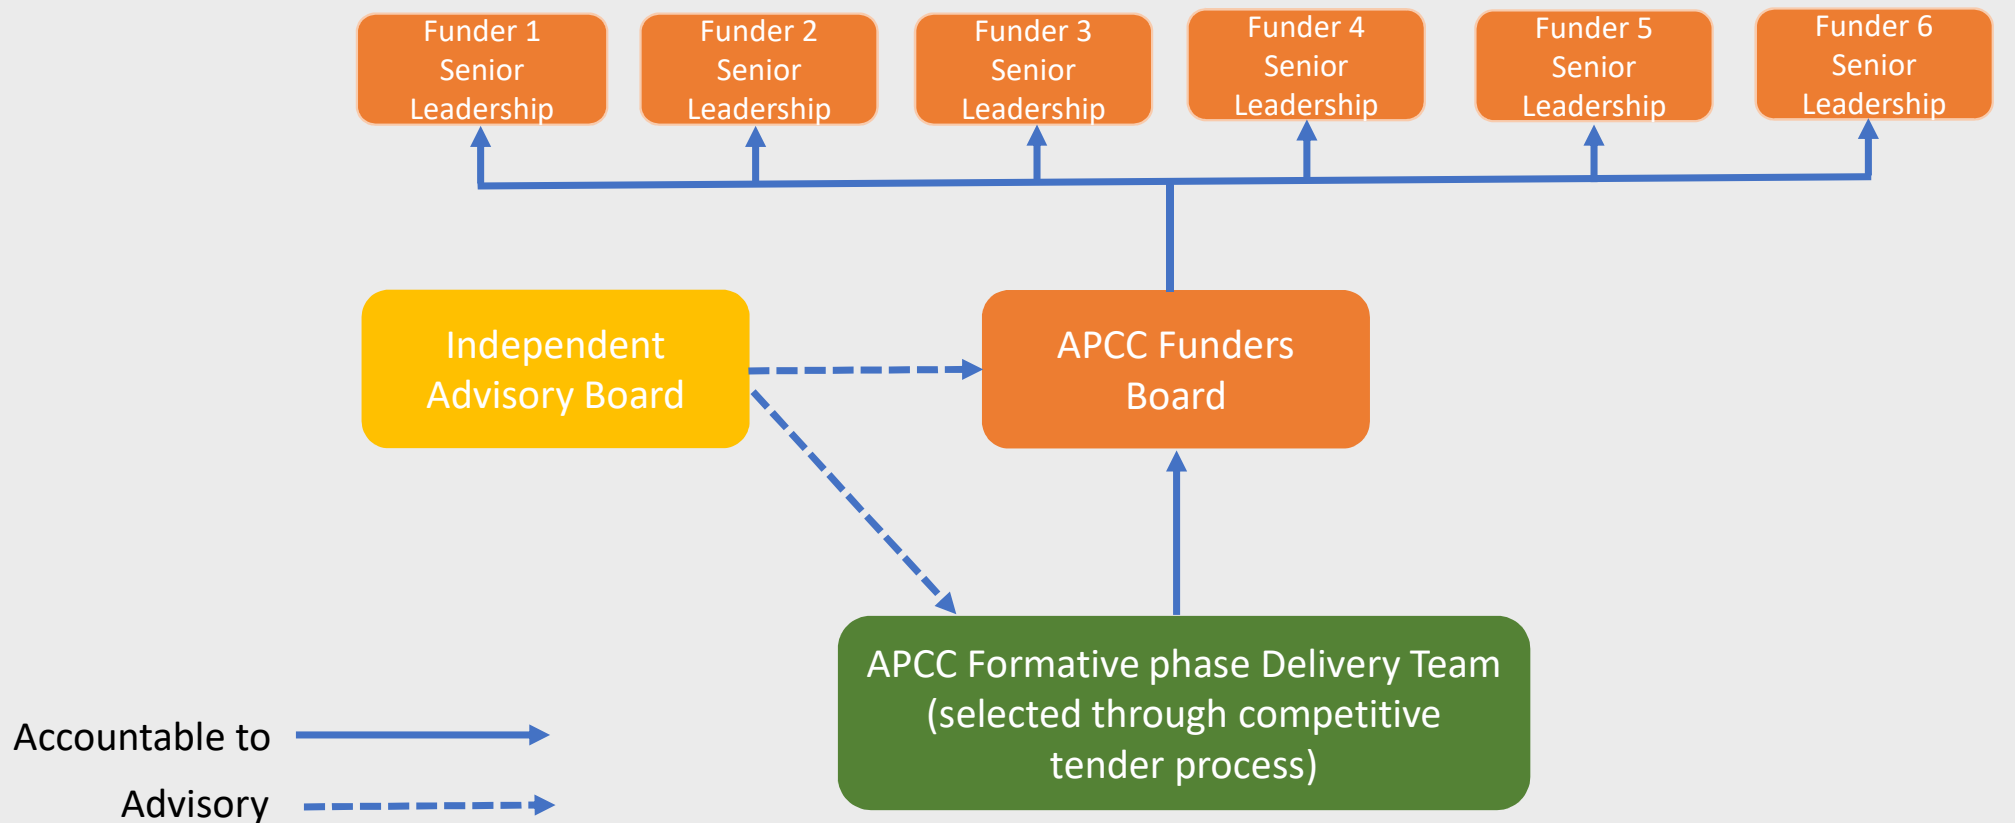 Funder 1
Senior
Leadership
Funder 2
Senior
Leadership
Funder 3
Senior
Leadership
Funder 4
Senior
Leadership
Funder 5
Senior
Leadership
Funder 6
Senior
Leadership
Independent
Advisory Board
APCC Funders
Board
APCC Formative phase Delivery Team
(selected through competitive
tender process)
Accountable to
Advisory